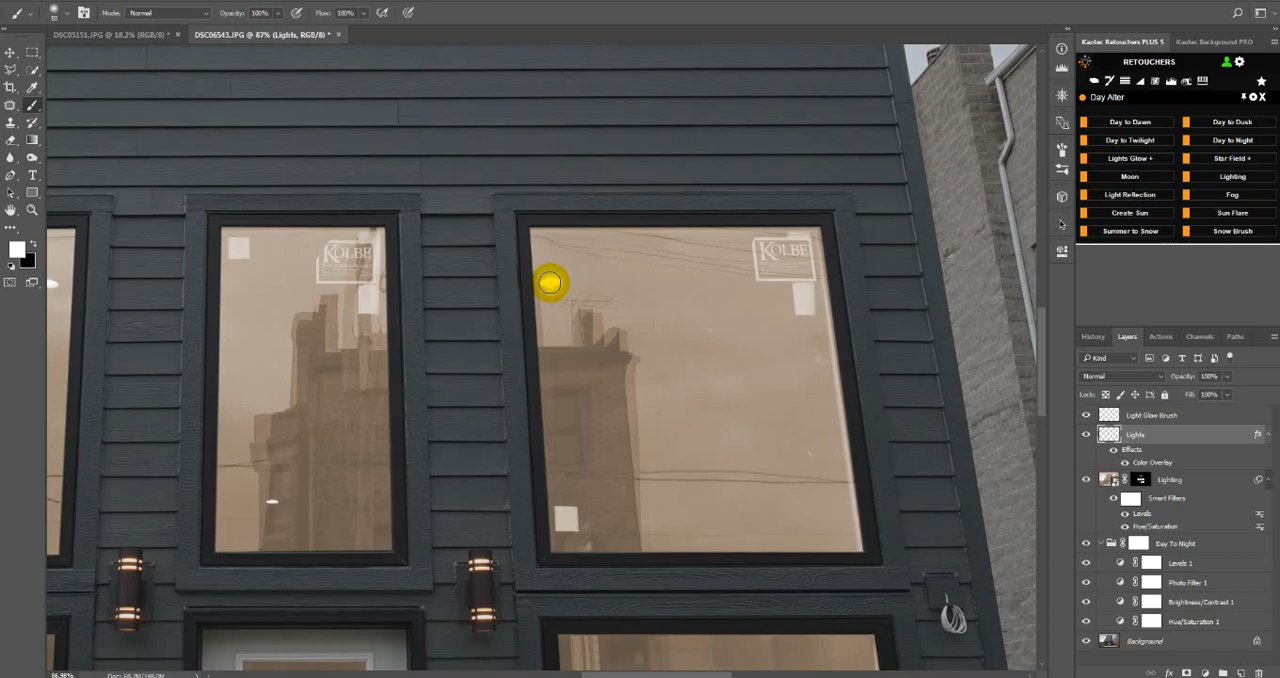 Mode: Normal Opacity: 100% Flow: 100%
50
DSC05151.JPG @ 18.2% (RGB/8) * × DSC06543.JPG @ 87% (Lights, RGB/8) * ×
Kaotec Retouchers PLUS 5 Kaotec Background PRO
RETOUCHERS
Day Alter
Day to Dawn Day to Dusk
Day to Twilight Day to Night
Lights Glow + Star Field +
Moon Lighting
Light Reflection Fog
Create Sun Sun Flare
Summer to Snow Snow Brush
KOLBE
KOLBE
History Layers Actions Channels Paths
Kind
Normal Opacity: 100%
Lock: Fill: 100%
Light Glow Brush
Lights fx
Effects
Color Overlay
Lighting
Smart Filters
Levels
Hue/Saturation
Day To Night
Levels 1
Photo Filter 1
Brightness/Contrast 1
Hue/Saturation 1
Background
fx